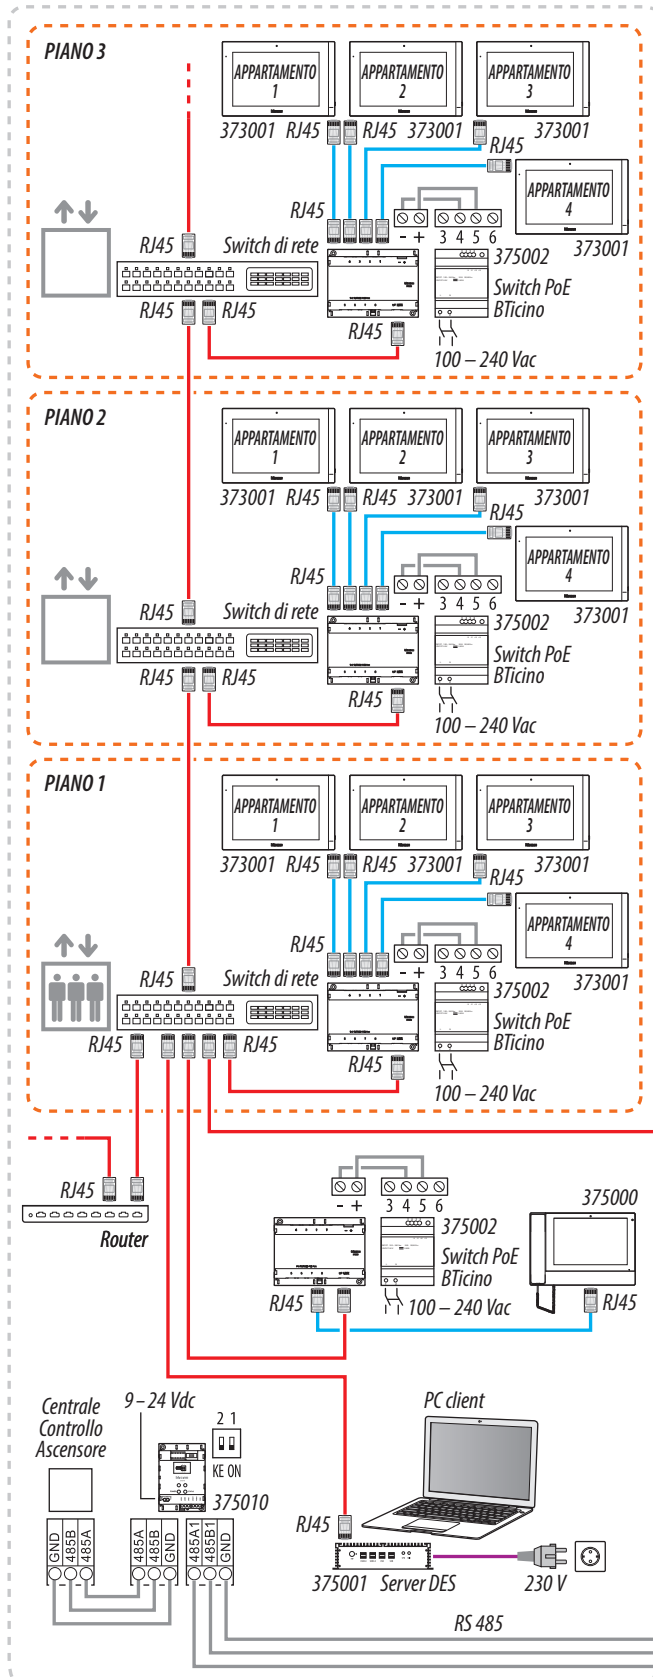 PIANO 3
APPARTAMENTO 1
APPARTAMENTO 2
APPARTAMENTO 3
373001 RJ45 RJ45 373001 373001
RJ45
APPARTAMENTO 4
373001
RJ45
- + 3 4 5 6
RJ45 Switch di rete
375002
Switch PoE
BTicino
RJ45 RJ45
RJ45
100 – 240 Vac
PIANO 2
APPARTAMENTO 1
APPARTAMENTO 2
APPARTAMENTO 3
373001 RJ45 RJ45 373001 373001
RJ45
APPARTAMENTO 4
373001
RJ45
- + 3 4 5 6
RJ45 Switch di rete
375002
Switch PoE
BTicino
RJ45 RJ45
RJ45
100 – 240 Vac
PIANO 1
APPARTAMENTO 1
APPARTAMENTO 2
APPARTAMENTO 3
373001 RJ45 RJ45 373001 373001
RJ45
APPARTAMENTO 4
373001
RJ45
- + 3 4 5 6
RJ45 Switch di rete
375002
Switch PoE
BTicino
RJ45 RJ45
RJ45
100 – 240 Vac
RJ45
Router
- + 3 4 5 6
375002
Switch PoE
BTicino
375000
RJ45
100 – 240 Vac
RJ45
Centrale
Controllo
Ascensore
9 – 24 Vdc
2 1
KE ON
375010
PC client
GND
485B
485A
485A
485B
GND
485A1
485B1
GND
RJ45
375001 Server DES
230 V
RS 485